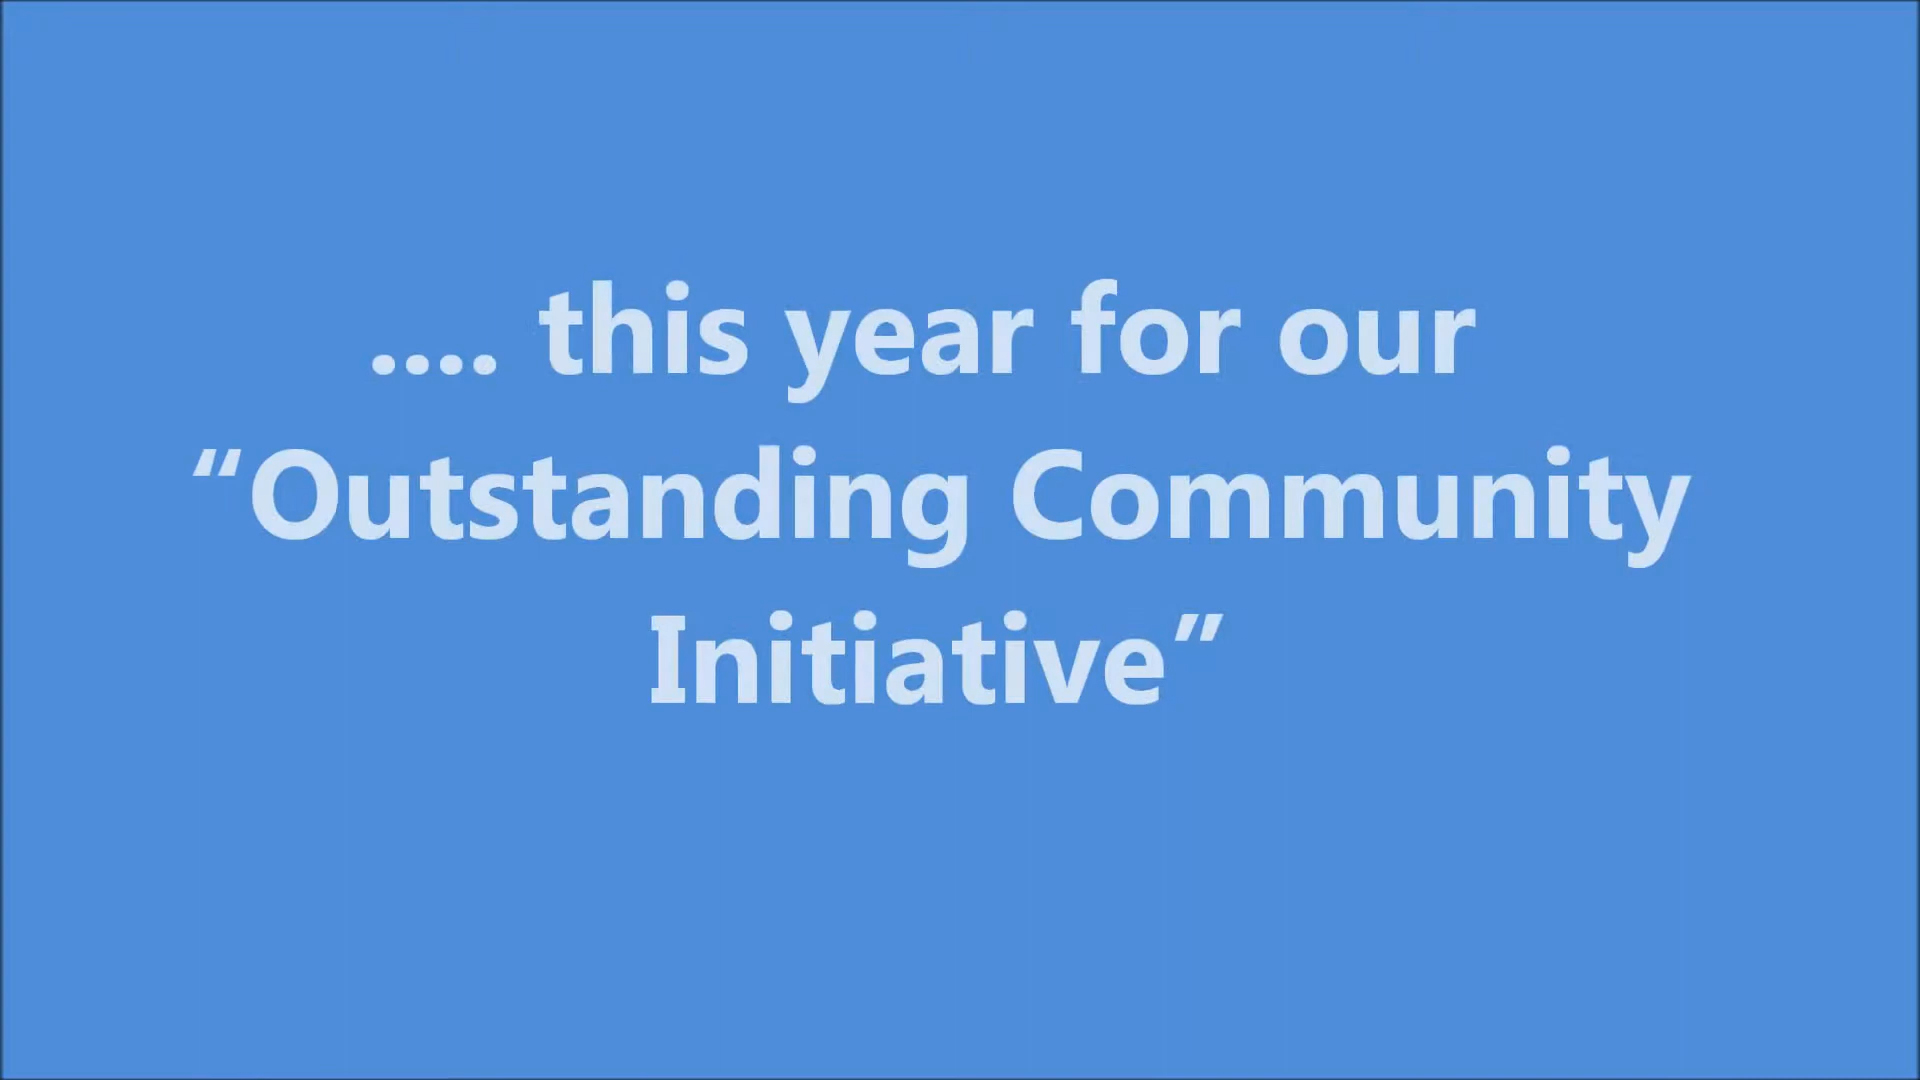 .... this year for our
“Outstanding Community
Initiative”